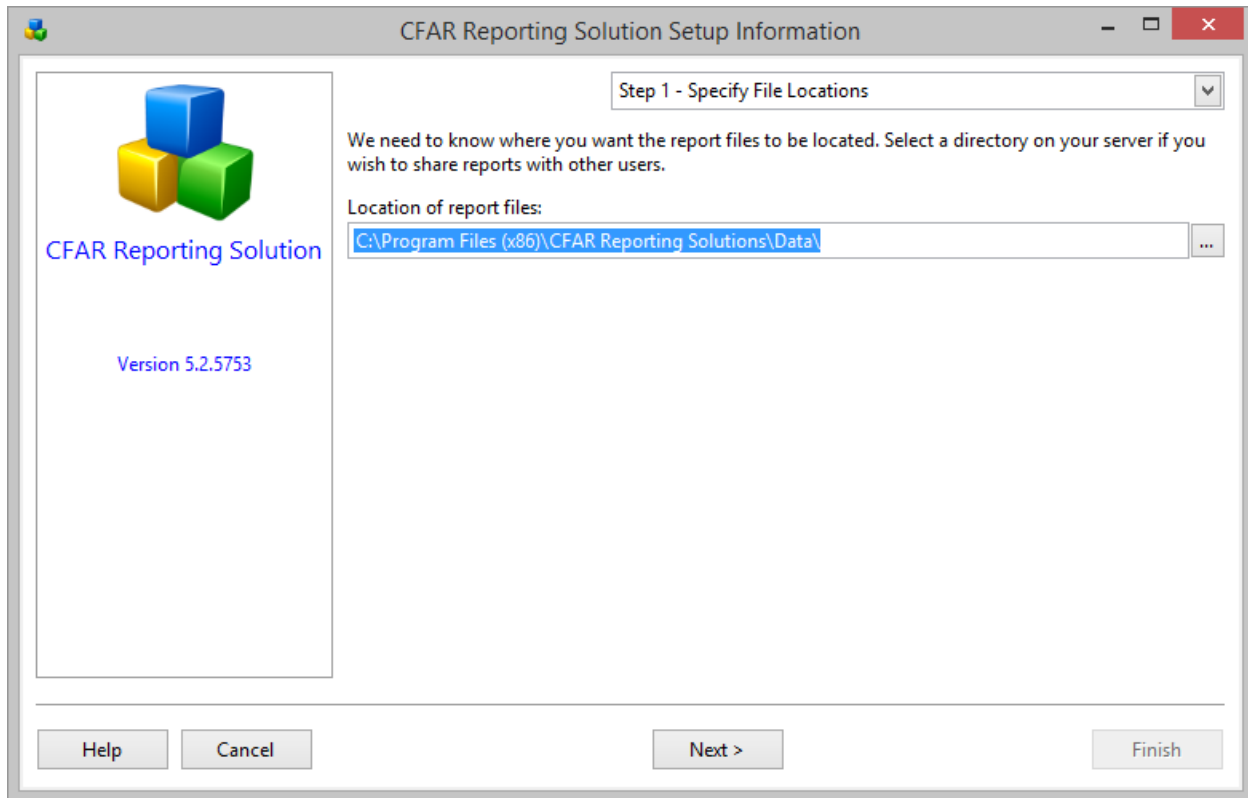 CFAR Reporting Solution Setup Information
Step 1 - Specify File Locations
We need to know where you want the report files to be located. Select a directory on your server if you
wish to share reports with other users.
Location of report files:
C:\Program Files (x86)\CFAR Reporting Solutions\Data\
...
CFAR Reporting Solution
Version 5.2.5753
Help
Cancel
Next >
Finish